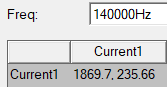 Freq: 140000Hz
Current1
Current1 1869.7, 235.66